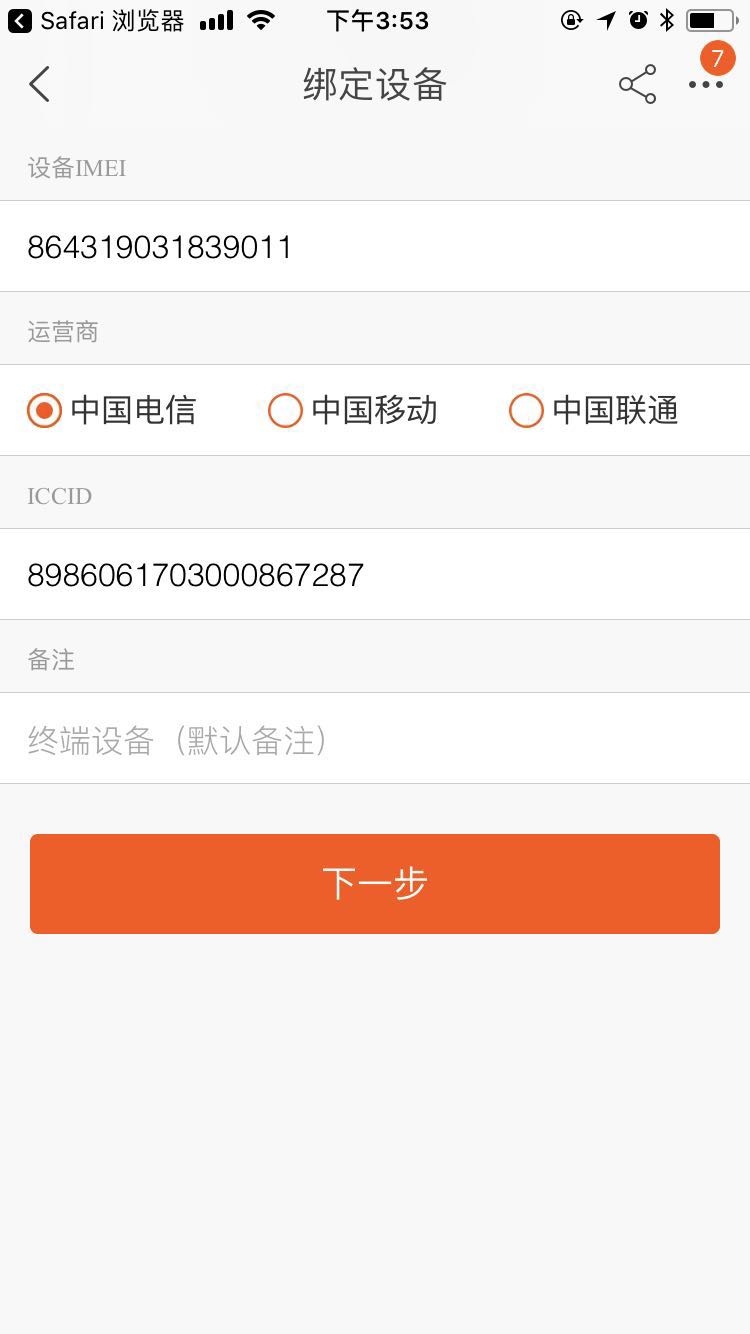 Safari 浏览器 下午3:53
绑定设备 7
设备IMEI
864319031839011
运营商
中国电信 中国移动 中国联通
ICCID
8986061703000867287
备注
终端设备（默认备注）
下一步